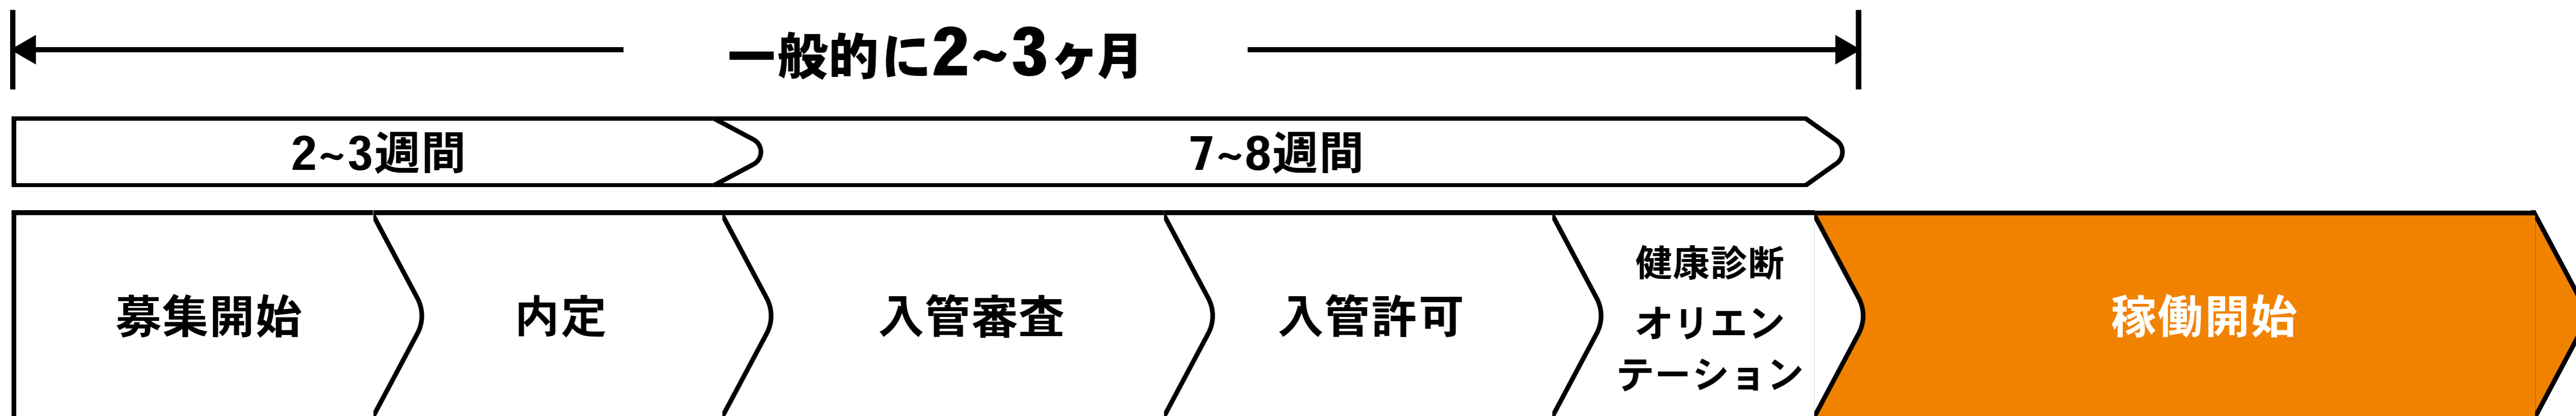 一般的に2~3ヶ月
2~3週間
7~8週間
募集開始
内定
入管審査
入管許可
健康診断
オリエン
テーション
稼働開始